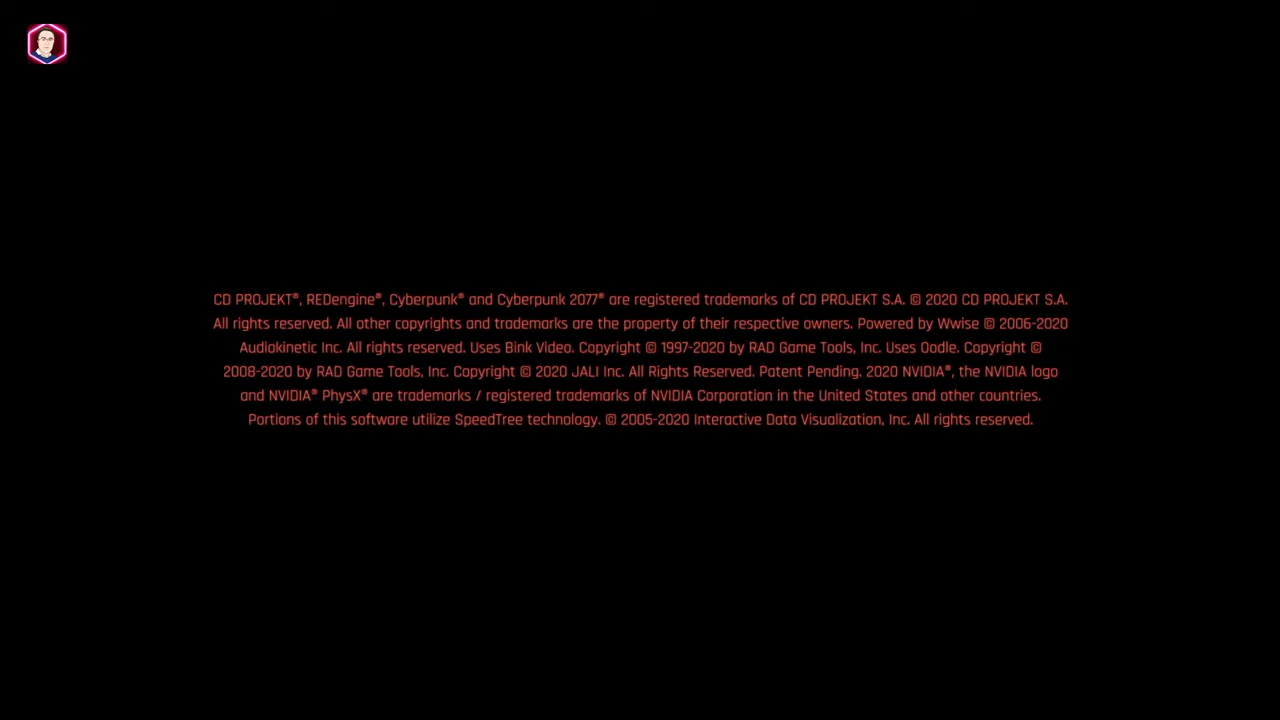 CD PROJEKT®, REDengine®, Cyberpunk® and Cyberpunk 2077® are registered trademarks of CD PROJEKT S.A. © 2020 CD PROJEKT S.A.
All rights reserved. All other copyrights and trademarks are the property of their respective owners. Powered by Wwise © 2006-2020
Audiokinetic Inc. All rights reserved. Uses Bink Video. Copyright © 1997-2020 by RAD Game Tools, Inc. Uses Oodle. Copyright ©
2008-2020 by RAD Game Tools, Inc. Copyright © 2020 JALI Inc. All Rights Reserved. Patent Pending. 2020 NVIDIA®, the NVIDIA logo
and NVIDIA® PhysX® are trademarks / registered trademarks of NVIDIA Corporation in the United States and other countries.
Portions of this software utilize SpeedTree technology. © 2005-2020 Interactive Data Visualization, Inc. All rights reserved.